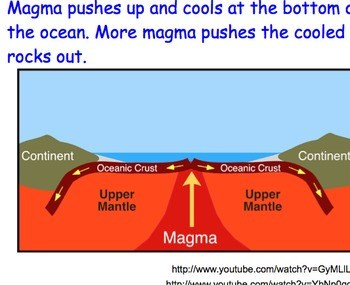 Magma pushes up and cools at the bottom
the ocean. More magma pushes the cooled
rocks out.
Continent
Oceanic Crust
Oceanic Crust
Continent
Upper
Mantle
Upper
Mantle
Magma
http://www.youtube.com/watch?v=GyMLlL